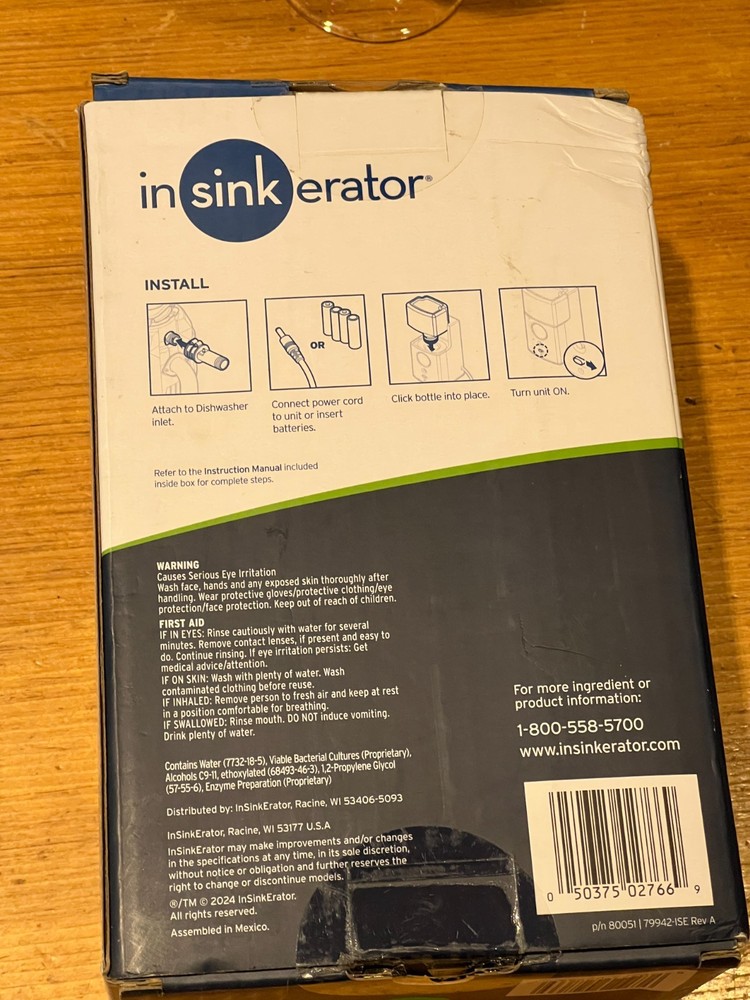 insinkerator®
INSTALL
OR
Attach to Dishwasher
inlet.
Connect power cord
to unit or insert
batteries.
Click bottle into place.
Turn unit ON.
Refer to the Instruction Manual included
inside box for complete steps.
WARNING
Causes Serious Eye Irritation
Wash face, hands and any exposed skin thoroughly after
handling. Wear protective gloves/protective clothing/eye
protection/face protection. Keep out of reach of children.
FIRST AID
IF IN EYES: Rinse cautiously with water for several
minutes. Remove contact lenses, if present and easy to
do. Continue rinsing. If eye irritation persists: Get
medical advice/attention.
IF ON SKIN: Wash with plenty of water. Wash
contaminated clothing before reuse.
IF INHALED: Remove person to fresh air and keep at rest
in a position comfortable for breathing.
IF SWALLOWED: Rinse mouth. DO NOT induce vomiting.
Drink plenty of water.
Contains Water (7732-18-5), Viable Bacterial Cultures (Proprietary),
Alcohols C9-11, ethoxylated (68493-46-3), 1,2-Propylene Glycol
(57-55-6), Enzyme Preparation (Proprietary)
Distributed by: InSinkErator, Racine, WI 53406-5093
InSinkErator, Racine, WI 53177 U.S.A
InSinkErator may make improvements and/or changes
in the specifications at any time, in its sole discretion,
without notice or obligation and further reserves the
right to change or discontinue models.
®/TM © 2024 InSinkErator.
All rights reserved.
Assembled in Mexico.
For more ingredient or
product information:
1-800-558-5700
www.insinkerator.com
0 50375 02766 9
p/n 80051 | 79942-ISE Rev A